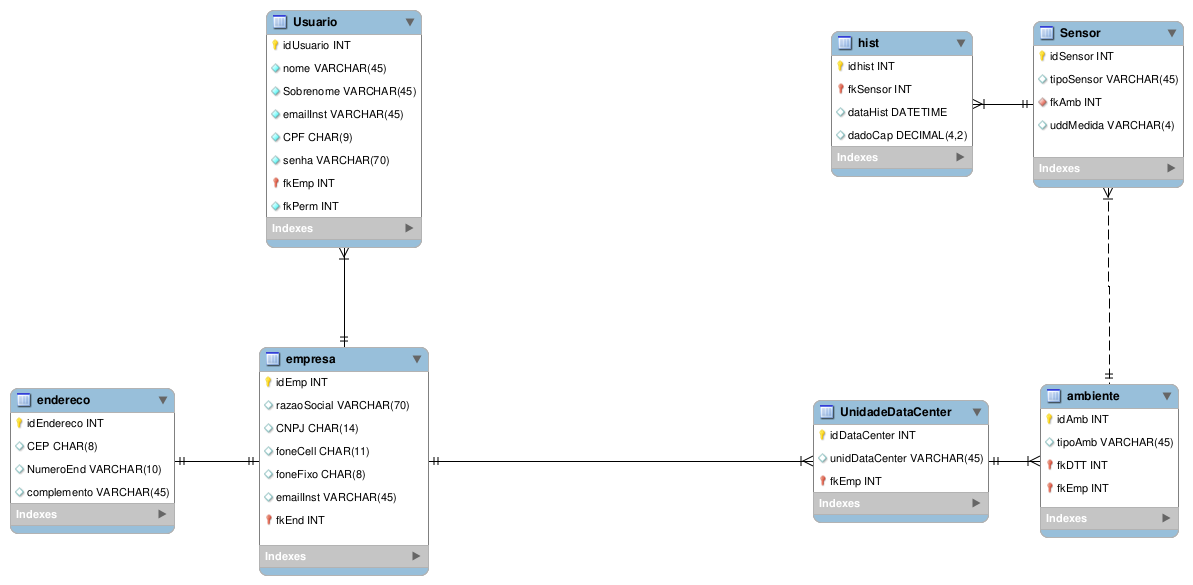 Usuario
idUsuario INT
nome VARCHAR(45)
Sobrenome VARCHAR(45)
emailInst VARCHAR(45)
CPF CHAR(9)
senha VARCHAR(70)
fkEmp INT
fkPerm INT
Indexes
hist
idhist INT
fkSensor INT
dataHist DATETIME
dadoCap DECIMAL(4,2)
Indexes
Sensor
idSensor INT
tipoSensor VARCHAR(45)
fkAmb INT
uddMedida VARCHAR(4)
Indexes
endereco
idEndereco INT
CEP CHAR(8)
NumeroEnd VARCHAR(10)
complemento VARCHAR(45)
Indexes
empresa
idEmp INT
razaoSocial VARCHAR(70)
CNPJ CHAR(14)
foneCell CHAR(11)
foneFixo CHAR(8)
emailInst VARCHAR(45)
fkEnd INT
Indexes
UnidadeDataCenter
idDataCenter INT
unidDataCenter VARCHAR(45)
fkEmp INT
Indexes
ambiente
idAmb INT
tipoAmb VARCHAR(45)
fkDTT INT
fkEmp INT
Indexes